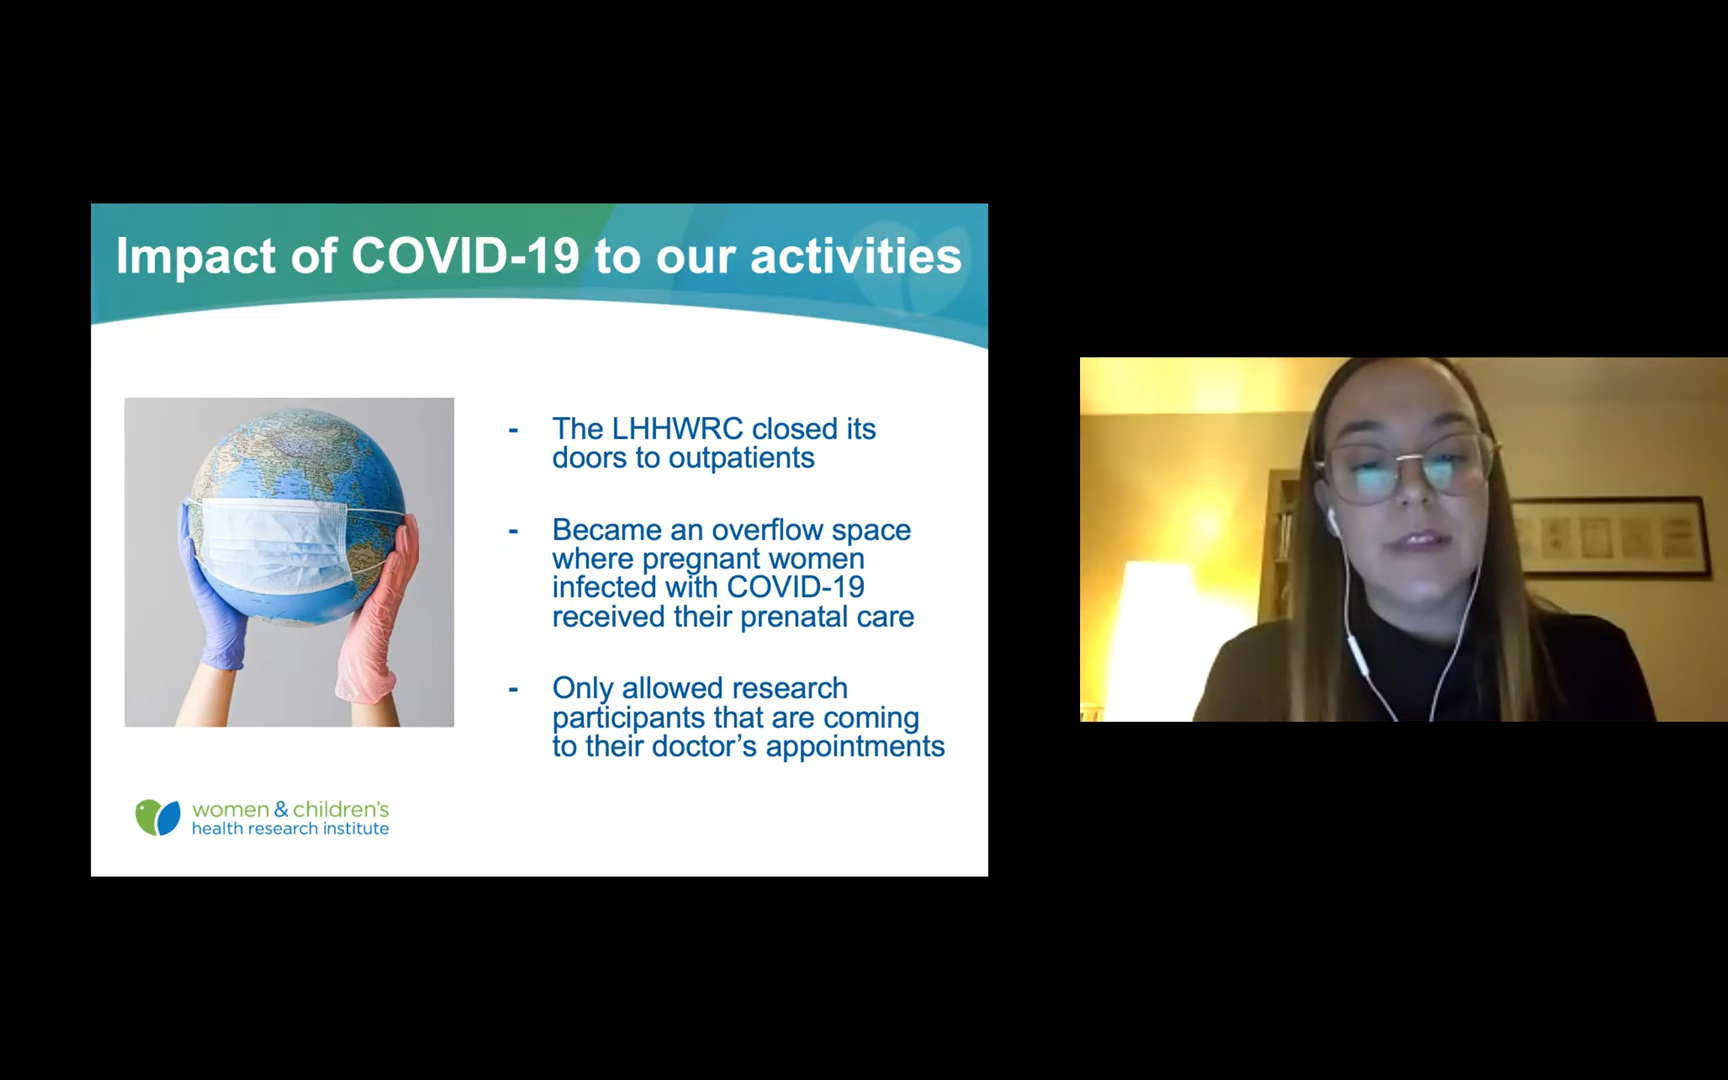 Impact of COVID-19 to our activities
- The LHHWRC closed its
doors to outpatients
- Became an overflow space
where pregnant women
infected with COVID-19
received their prenatal care
- Only allowed research
participants that are coming
to their doctor’s appointments
women & children's
health research institute